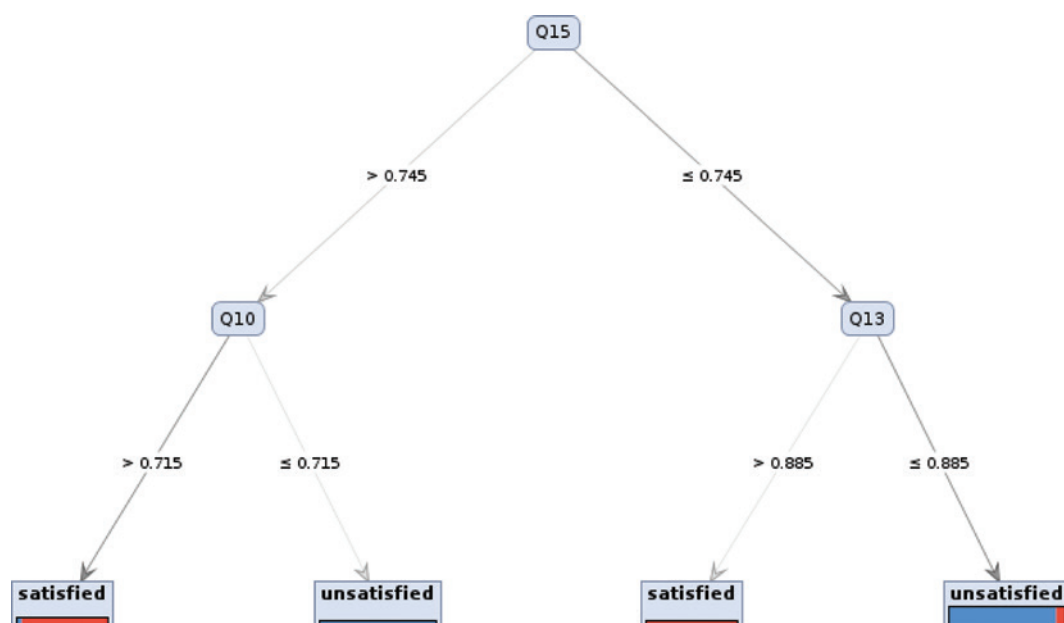 Q15
> 0.745
≤ 0.745
Q10
Q13
> 0.715
≤ 0.715
> 0.885
≤ 0.885
satisfied
unsatisfied
satisfied
unsatisfied